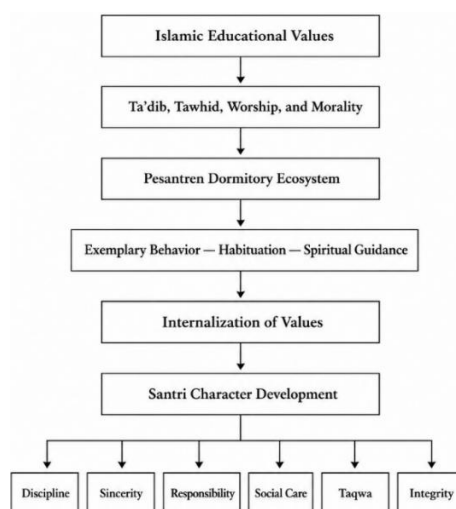 Islamic Educational Values
Ta'dib, Tawhid, Worship, and Morality
Pesantren Dormitory Ecosystem
Exemplary Behavior — Habituation — Spiritual Guidance
Internalization of Values
Santri Character Development
Discipline
Sincerity
Responsibility
Social Care
Taqwa
Integrity